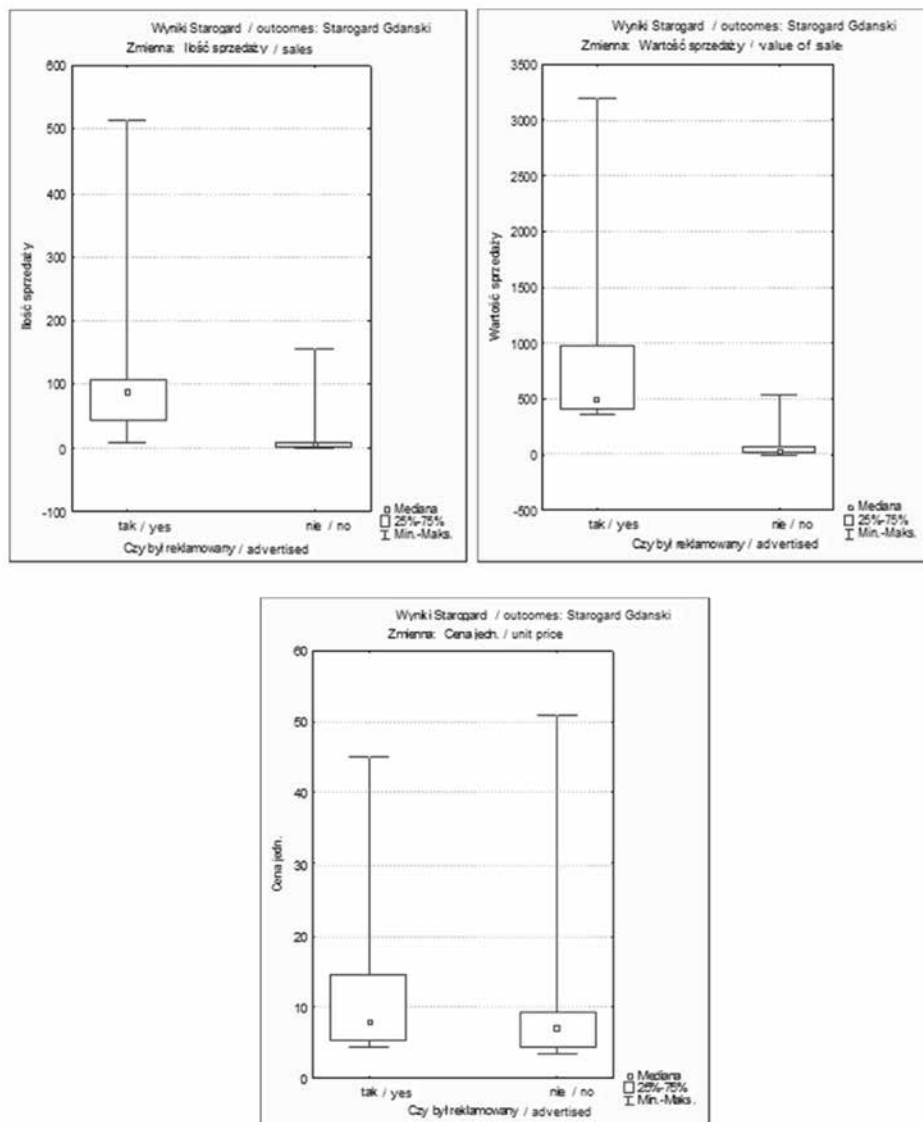 Wyniki Starogard / outcomes: Starogard Gdanski
Zmienna: Ilość sprzedaży / sales
600
500
400
300
200
100
0
-100
Ilość sprzedaży
tak / yes
nie / no
Czy był reklamowany / advertised
Mediana
25%-75%
Min.-Maks.
Wyniki Starogard / outcomes: Starogard Gdanski
Zmienna: Wartość sprzedaży / value of sale
3500
3000
2500
2000
1500
1000
500
0
-500
Wartość sprzedaży
tak / yes
nie / no
Czy był reklamowany / advertised
Mediana
25%-75%
Min.-Maks.
Wyniki Starogard / outcomes: Starogard Gdanski
Zmienna: Cena jedn. / unit price
60
50
40
30
20
10
0
Cena jedn.
tak / yes
nie / no
Czy był reklamowany / advertised
Mediana
25%-75%
Min.-Maks.